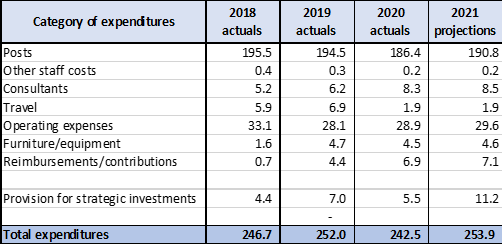 Category of expenditures 2018 actuals 2019 actuals 2020 actuals 2021 projections
Posts 195.5 194.5 186.4 190.8
Other staff costs 0.4 0.3 0.2 0.2
Consultants 5.2 6.2 8.3 8.5
Travel 5.9 6.9 1.9 1.9
Operating expenses 33.1 28.1 28.9 29.6
Furniture/equipment 1.6 4.7 4.5 4.6
Reimbursements/contributions 0.7 4.4 6.9 7.1
Provision for strategic investments 4.4 7.0 5.5 11.2
-
Total expenditures 246.7 252.0 242.5 253.9